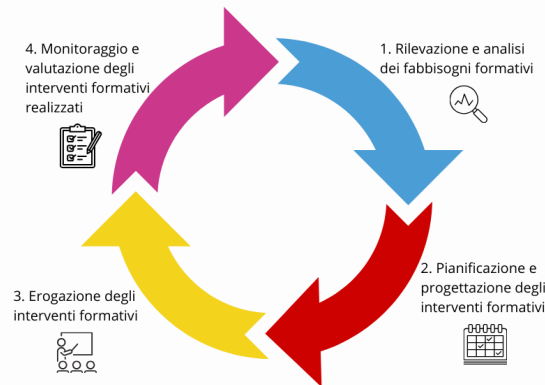 1. Rilevazione e analisi
dei fabbisogni formativi
2. Pianificazione e
progettazione degli
interventi formativi
3. Erogazione degli
interventi formativi
4. Monitoraggio e
valutazione degli
interventi formativi
realizzati